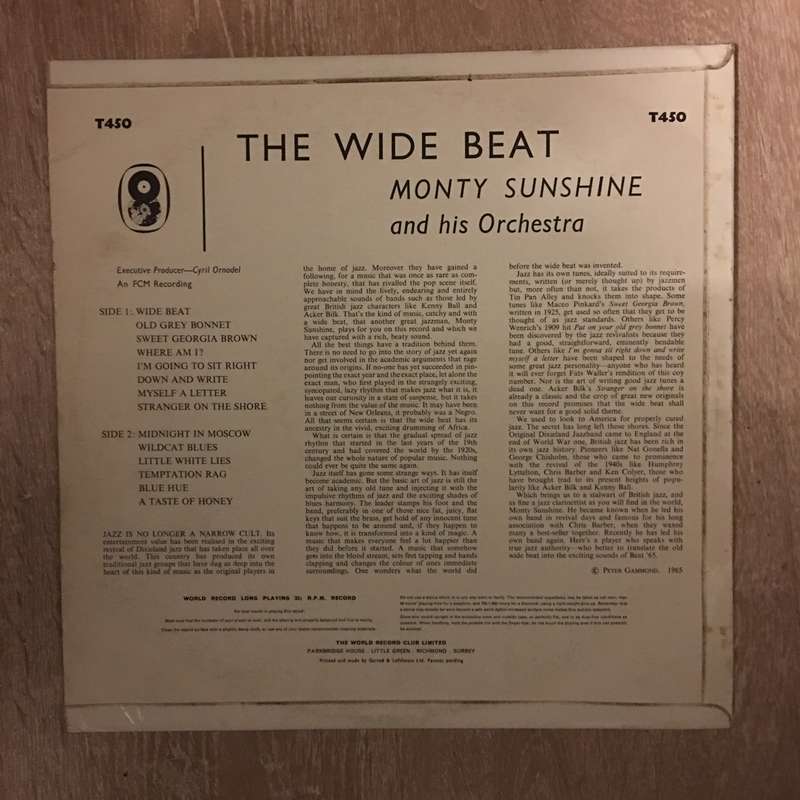 T450
T450
THE WIDE BEAT
MONTY SUNSHINE
and his Orchestra
Executive Producer—Cyril Ornadel
An FCM Recording
SIDE 1: WIDE BEAT
OLD GREY BONNET
SWEET GEORGIA BROWN
WHERE AM I?
I'M GOING TO SIT RIGHT
DOWN AND WRITE
MYSELF A LETTER
STRANGER ON THE SHORE
SIDE 2: MIDNIGHT IN MOSCOW
WILDCAT BLUES
LITTLE WHITE LIES
TEMPTATION RAG
BLUE HUE
A TASTE OF HONEY
JAZZ IS NO LONGER A NARROW CULT. Its
entertainment value has been realised in the exciting
revival of Dixieland jazz that has taken place all over
the world. This country has produced its own
traditional jazz groups that have dug as deep into the
heart of this kind of music as the original players in
the home of jazz. Moreover they have gained a
following, for a music that was once as rare as com-
plete honesty, that has rivalled the pop scene itself.
We have in mind the lively, endearing and entirely
approachable sounds of bands such as those led by
great British jazz characters like Kenny Ball and
Acker Bilk. That's the kind of music, catchy and with
a wide beat, that another great jazzman, Monty
Sunshine, plays for you on this record and which we
have captured with a rich, beaty sound.
All the best things have a tradition behind them.
There is no need to go into the story of jazz yet again
nor get involved in the academic arguments that rage
around its origins. If no-one has yet succeeded in pin-
pointing the exact year and the exact place, let alone the
exact man, who first played in the strangely exciting,
syncopated, lazy rhythm that makes jazz what it is, it
leaves our curiosity in a state of suspense, but it takes
nothing from the value of the music. It may have been
in a street of New Orleans, it probably was a Negro.
All that seems certain is that the wide beat has its
ancestry in the vivid, exciting drumming of Africa.
What is certain is that the gradual spread of jazz
rhythm that started in the last years of the 19th
century and had covered the world by the 1920s,
changed the whole nature of popular music. Nothing
could ever be quite the same again.
Jazz itself has gone some strange ways. It has itself
become academic. But the basic art of jazz is still the
art of taking any old tune and injecting it with the
impulsive rhythms of jazz and the exciting shades of
blues harmony. The leader stamps his foot and the
band, preferably in one of those nice fat, juicy, flat
keys that suit the brass, get hold of any innocent tune
that happens to be around and, if they happen to
know how, it is transformed into a kind of magic. A
music that makes everyone feel a lot happier than
they did before it started. A music that somehow
gets into the blood stream, sets feet tapping and hands
clapping and changes the colour of ones immediate
surroundings. One wonders what the world did
before the wide beat was invented.
Jazz has its own tunes, ideally suited to its require-
ments, written (or merely thought up) by jazzmen
but, more often than not, it takes the products of
Tin Pan Alley and knocks them into shape. Some
tunes like Maceo Pinkard's Sweet Georgia Brown,
written in 1925, get used so often that they get to be
thought of as jazz standards. Others like Percy
Wenrich's 1909 hit Put on your old grey bonnet have
been discovered by the jazz revivalists because they
had a good, straightforward, eminently bendable
tune. Others like I'm gonna sit right down and write
myself a letter have been shaped to the needs of
some great jazz personality—anyone who has heard
it will ever forget Fats Waller's rendition of this coy
number. Nor is the art of writing good jazz tunes a
dead one. Acker Bilk's Stranger on the shore is
already a classic and the crop of great new originals
on this record promises that the wide beat shall
never want for a good solid theme.
We used to look to America for properly cured
jazz. The secret has long left those shores. Since the
Original Dixieland Jazzband came to England at the
end of World War one, British jazz has been rich in
its own jazz history. Pioneers like Nat Gonella and
George Chisholm, those who came to prominence
with the revival of the 1940s like Humphrey
Lyttelton, Chris Barber and Ken Colyer, those who
have brought trad to its present heights of popu-
larity like Acker Bilk and Kenny Ball.
Which brings us to a stalwart of British jazz, and
as fine a jazz clarinettist as you will find in the world,
Monty Sunshine. He became known when he led his
own band in revival days and famous for his long
association with Chris Barber, when they waxed
many a best-seller together. Recently he has led his
own band again. Here's a player who speaks with
true jazz authority—who better to translate the old
wide beat into the exciting sounds of Beat '65.
© PETER GAMMOND, 1965
WORLD RECORD LONG PLAYING 33⅓ R.P.M. RECORD
THE WORLD RECORD CLUB LIMITED
PARKBRIDGE HOUSE . LITTLE GREEN . RICHMOND . SURREY
Printed and made by Garrod & Lofthouse Ltd. Patents pending